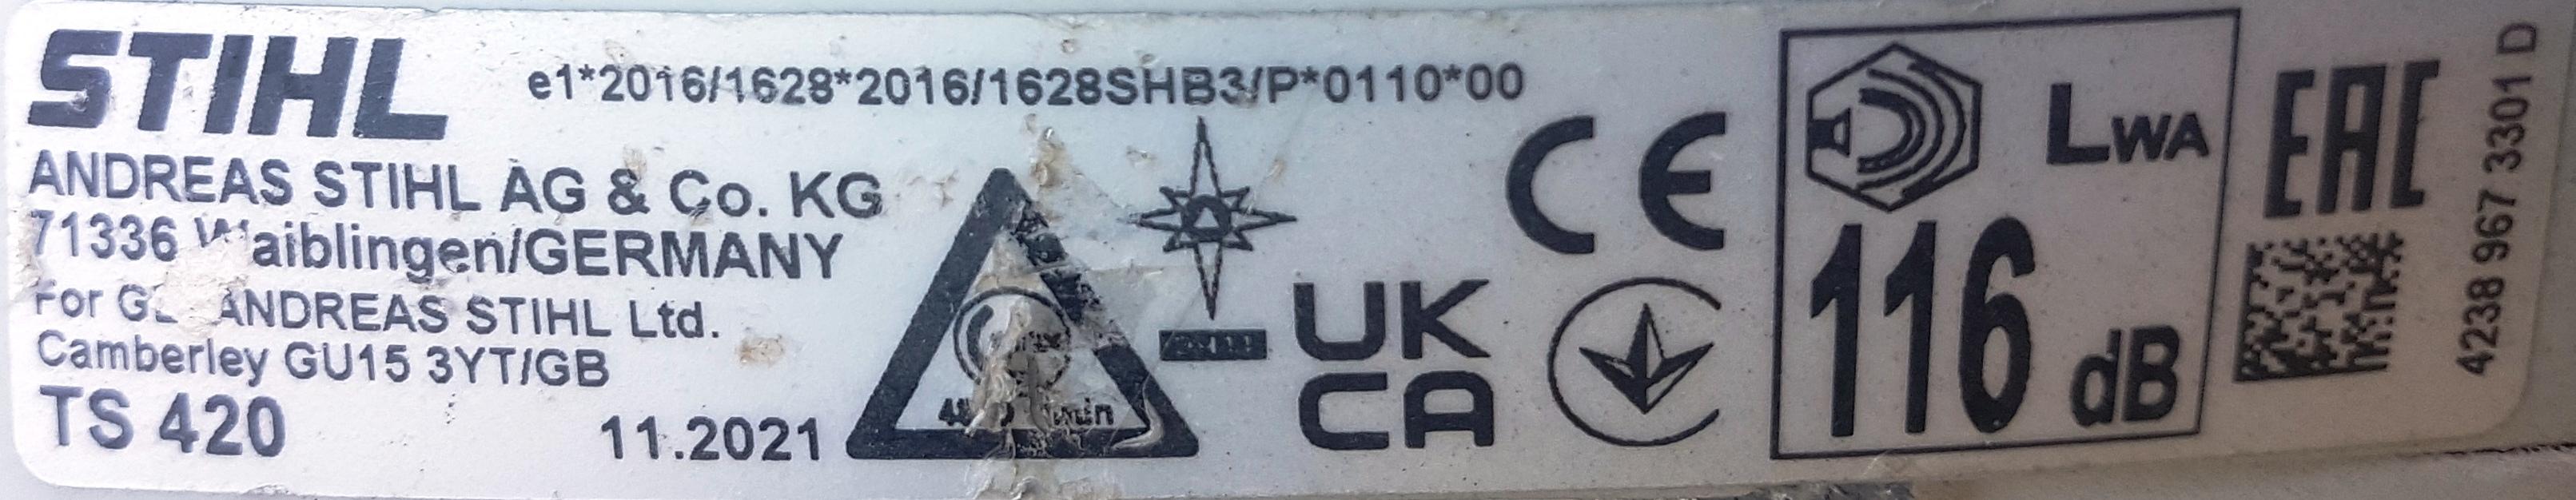 STIHL
e1*2016/1628*2016/1628SHB3/P*0110*00
ANDREAS STIHL AG & Co. KG
71336 Waiblingen/GERMANY
For ANDREAS STIHL Ltd.
Camberley GU15 3YT/GB
TS 420
11.2021
CE
UK
CA
LWA
116 dB
EAC
4238 967 3301 D